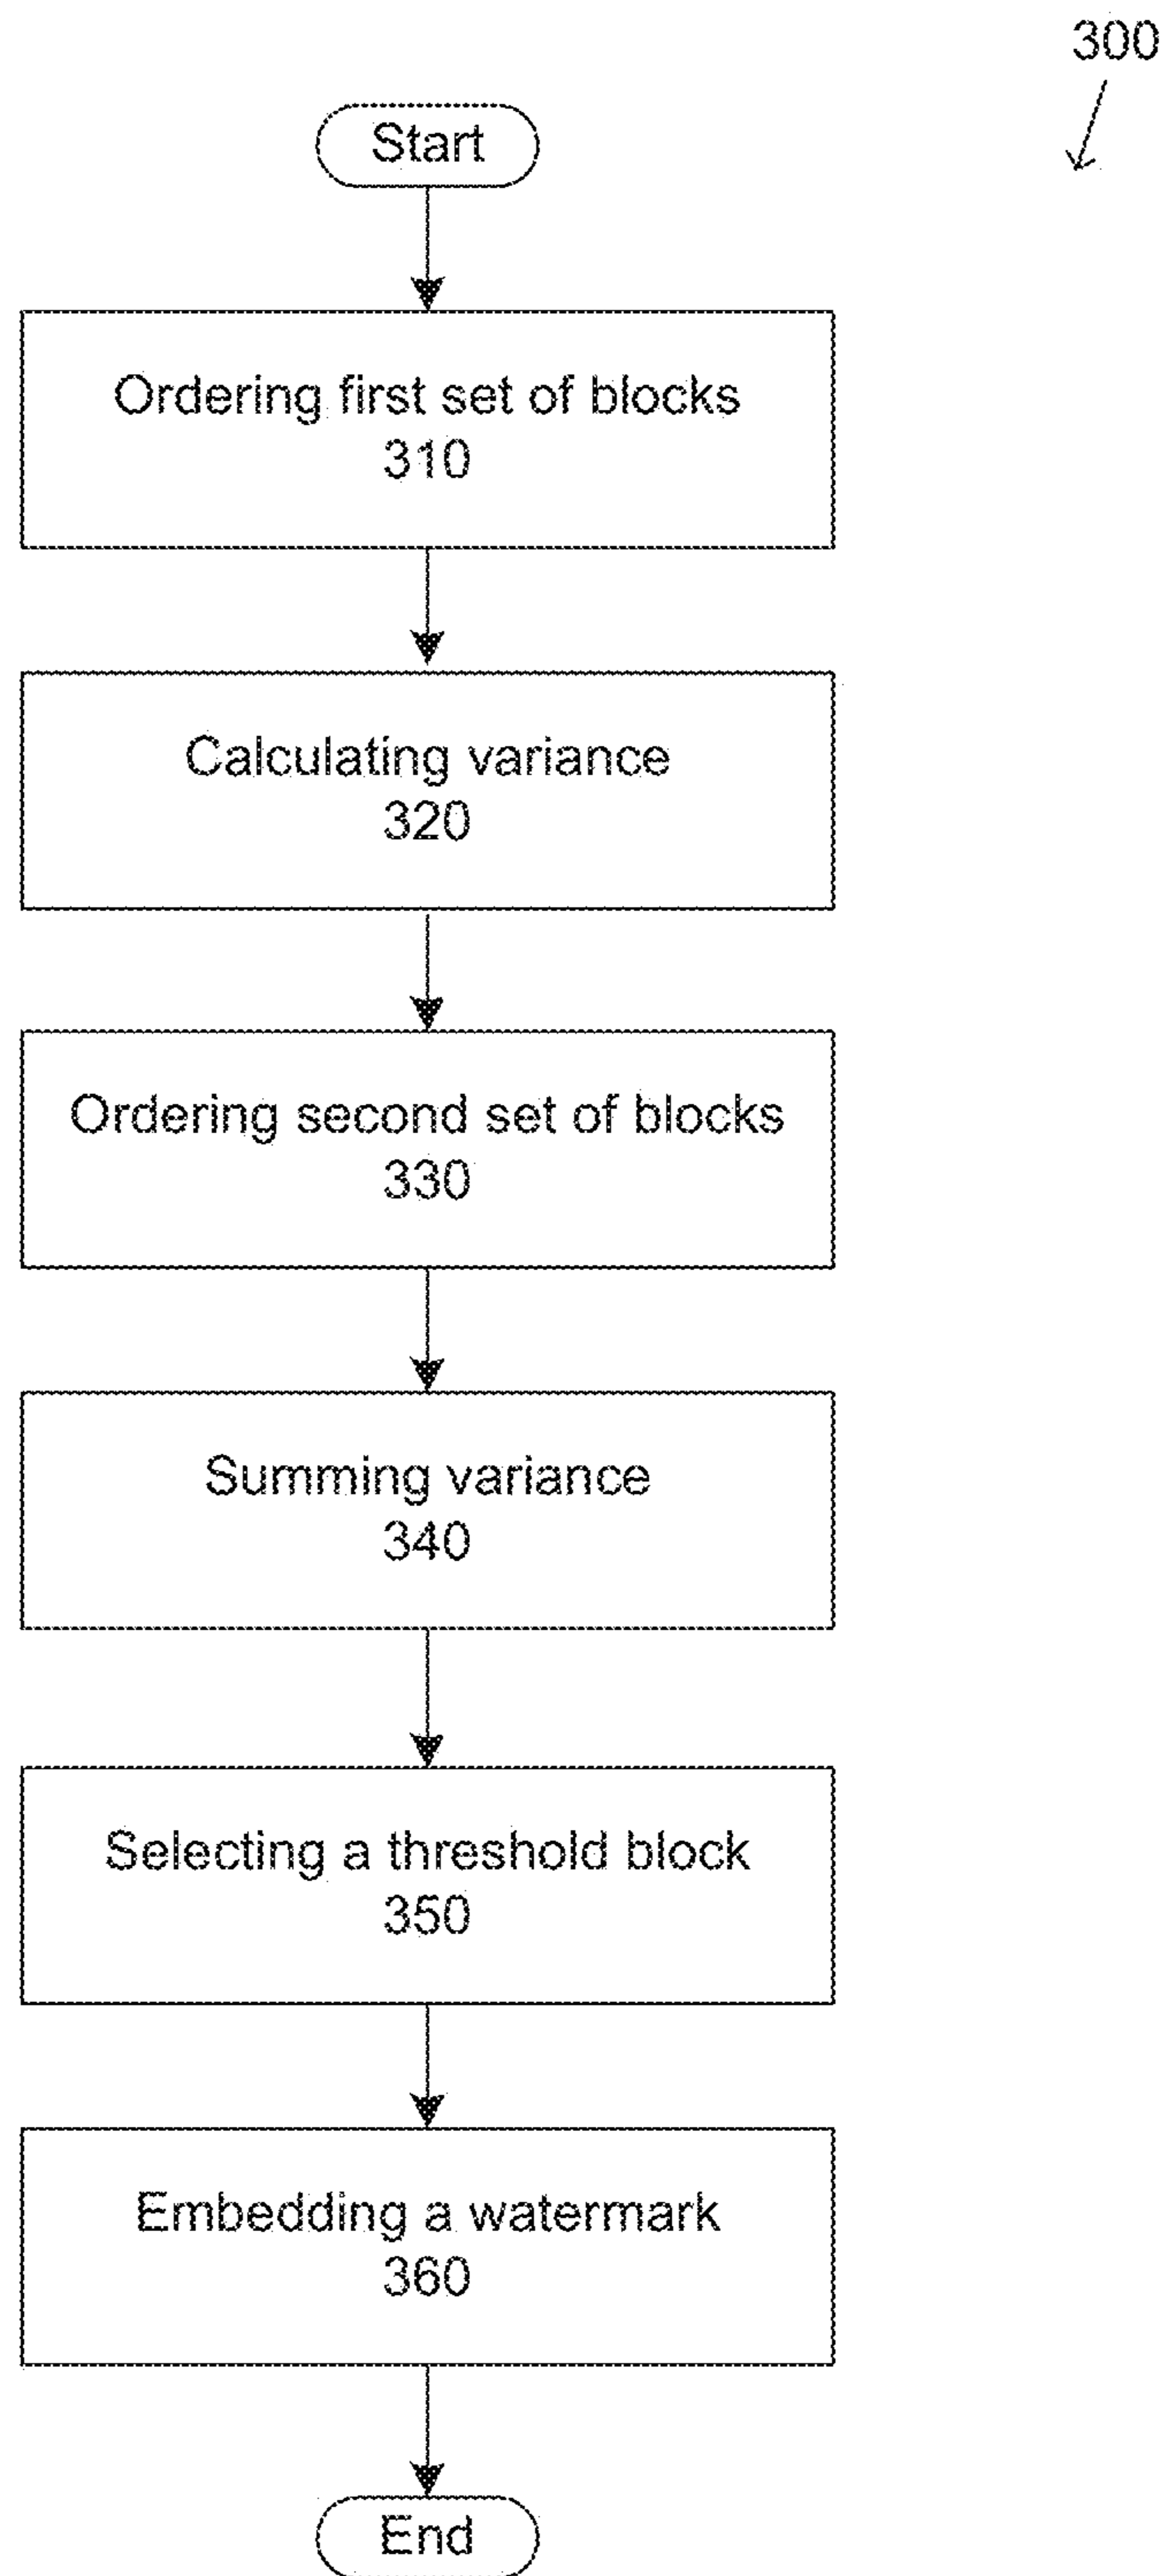 300
Start
Ordering first set of blocks
310
Calculating variance
320
Ordering second set of blocks
330
Summing variance
340
Selecting a threshold block
350
Embedding a watermark
360
End